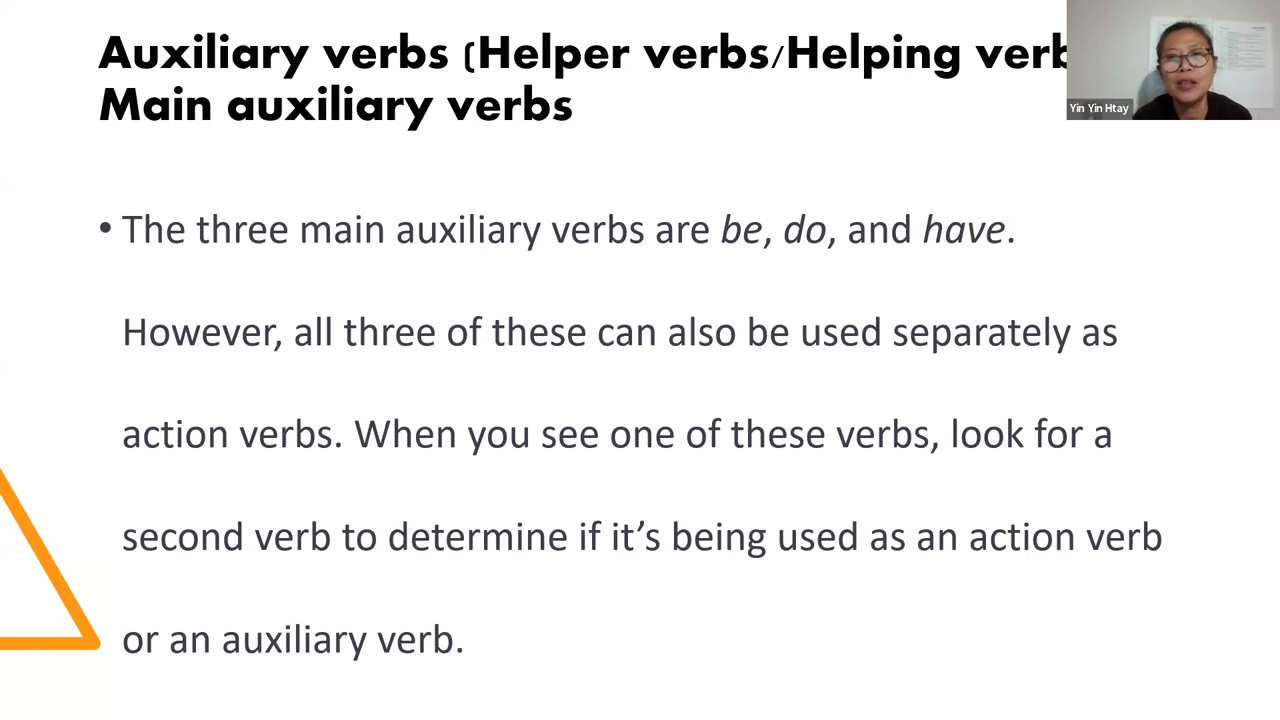 Auxiliary verbs (Helper verbs/Helping
Main auxiliary verbs
Yin Yin Htay
• The three main auxiliary verbs are be, do, and have.
However, all three of these can also be used separately as
action verbs. When you see one of these verbs, look for a
second verb to determine if it’s being used as an action verb
or an auxiliary verb.